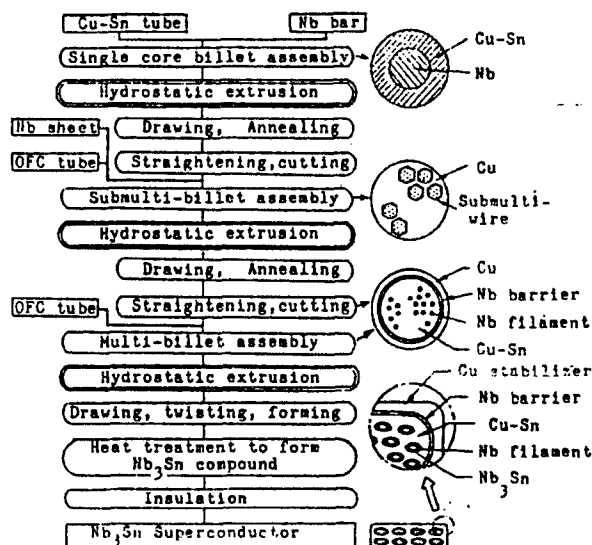 Cu-Sn tube
Nb bar
Single core billet assembly
Cu-Sn
Nb
Hydrostatic extrusion
Nb sheet
Drawing, Annealing
OFC tube
Straightening,cutting
Cu
Submulti-billet assembly
Submulti-
wire
Hydrostatic extrusion
Drawing, Annealing
Cu
OFC tube
Straightening,cutting
Nb barrier
Nb filament
Multi-billet assembly
Cu-Sn
Hydrostatic extrusion
Cu stabilizer
Nb barrier
Drawing, twisting, forming
Cu-Sn
Heat treatment to form
Nb3Sn compound
Nb filament
Nb3Sn
Insulation
Nb3Sn Superconductor